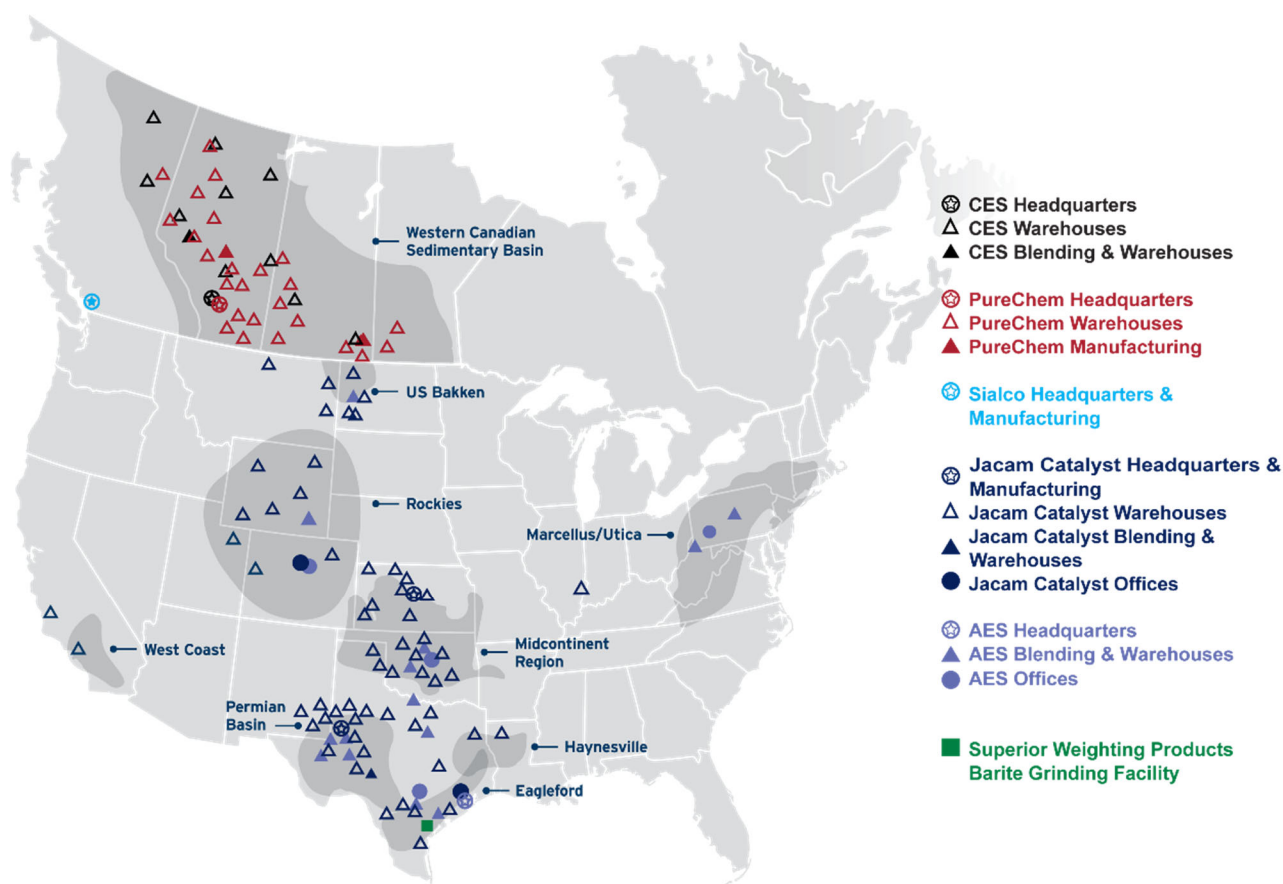 Western Canadian
Sedimentary Basin
US Bakken
Rockies
Marcellus/Utica
West Coast
Midcontinent
Region
Permian
Basin
Haynesville
Eagleford
CES Headquarters
CES Warehouses
CES Blending & Warehouses
PureChem Headquarters
PureChem Warehouses
PureChem Manufacturing
Sialco Headquarters &
Manufacturing
Jacam Catalyst Headquarters &
Manufacturing
Jacam Catalyst Warehouses
Jacam Catalyst Blending &
Warehouses
Jacam Catalyst Offices
AES Headquarters
AES Blending & Warehouses
AES Offices
Superior Weighting Products
Barite Grinding Facility